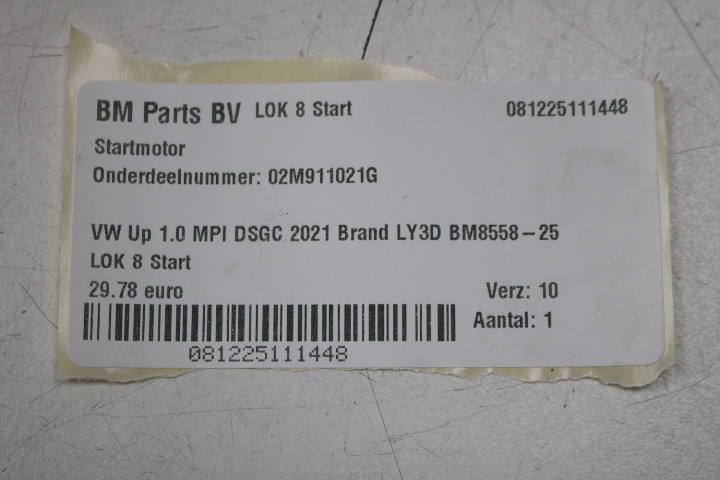 BM Parts BV LOK 8 Start 081225111448
Startmotor
Onderdeelnummer: 02M911021G
VW Up 1.0 MPI DSGC 2021 Brand LY3D BM8558-25
LOK 8 Start
29.78 euro Verz: 10
Aantal: 1
081225111448